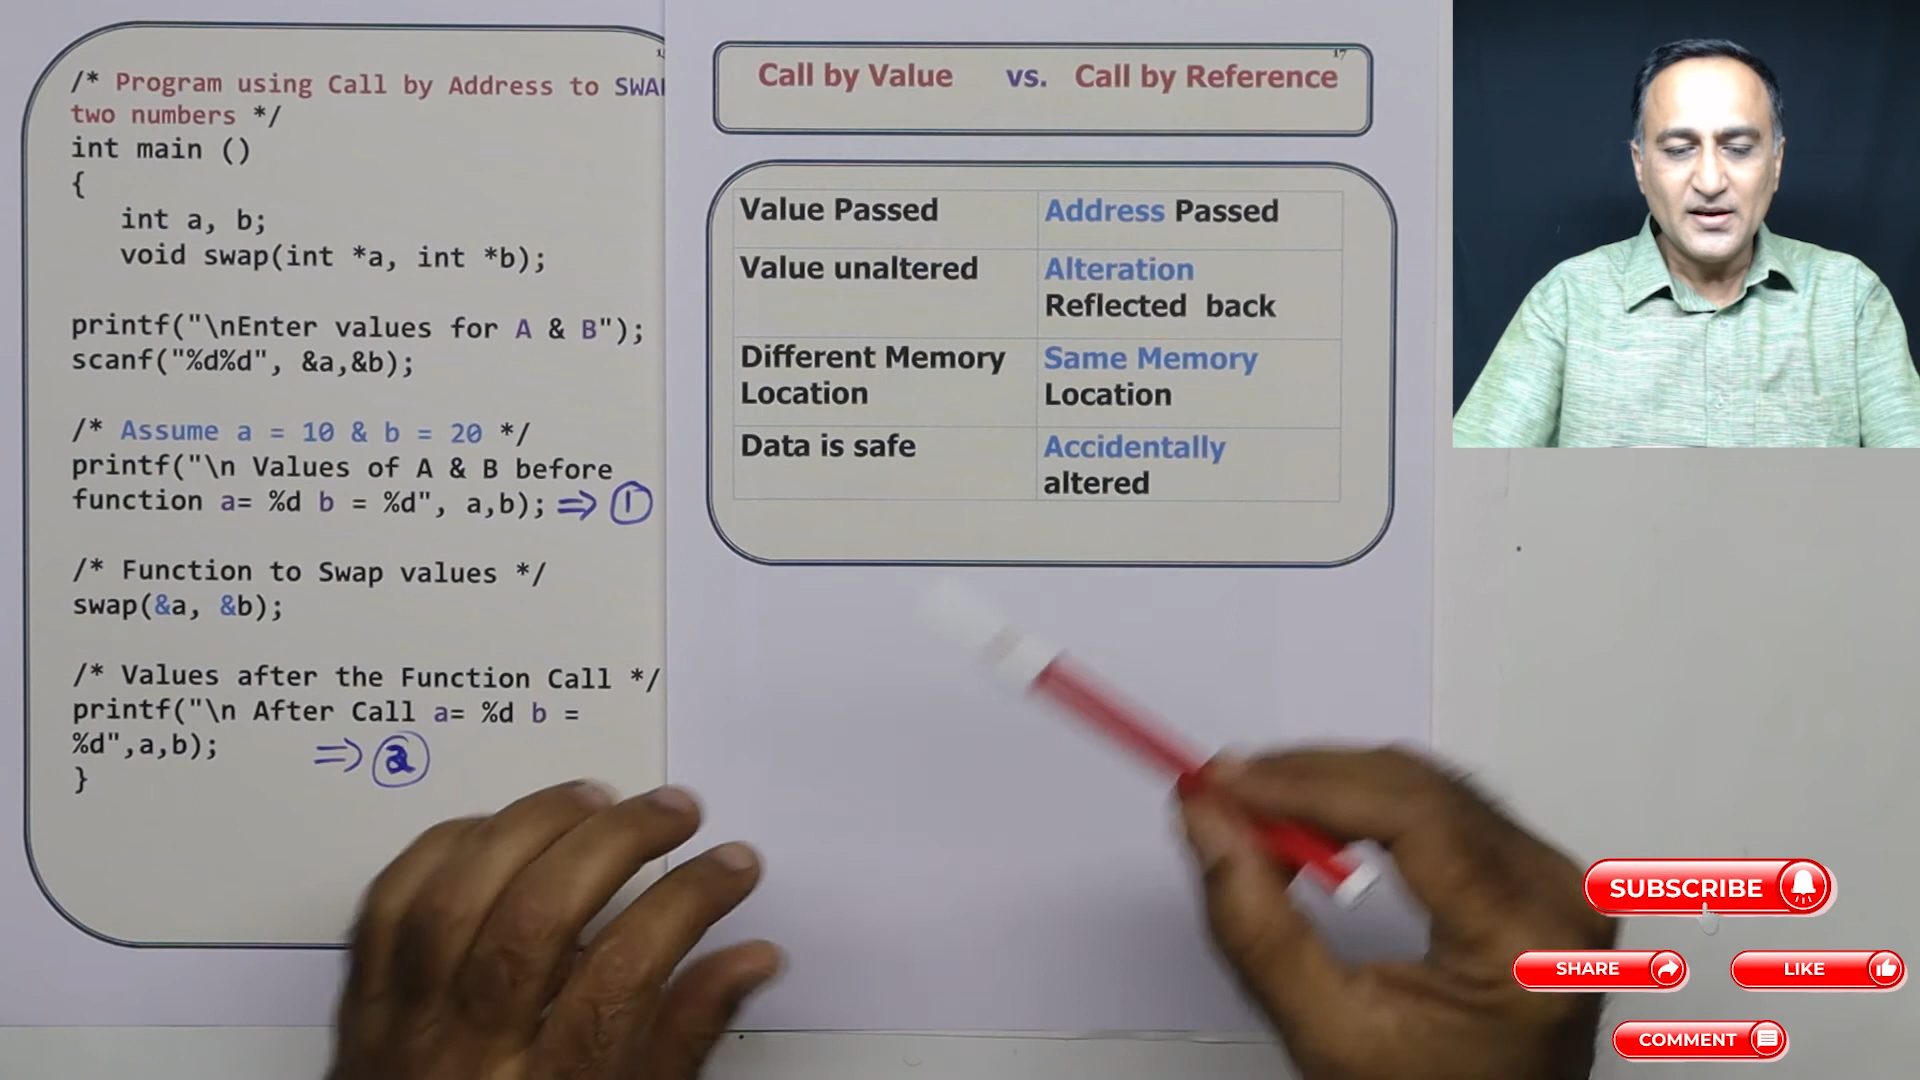 /* Program using Call by Address to
two numbers */
int main ()
{
int a, b;
void swap(int *a, int *b);
printf("\nEnter values for A & B");
scanf("%d%d", &a,&b);
/* Assume a = 10 & b = 20 */
printf("\n Values of A & B before
function a= %d b = %d", a,b); ⇒ 1
/* Function to Swap values */
swap(&a, &b);
/* Values after the Function Call */
printf("\n After Call a= %d b =
%d",a,b); ⇒ 2
}
17
Call by Value vs. Call by Reference
Value Passed
Address Passed
Value unaltered
Alteration
Reflected back
Different Memory
Location
Same Memory
Location
Data is safe
Accidentally
altered
SUBSCRIBE
SHARE
LIKE
COMMENT